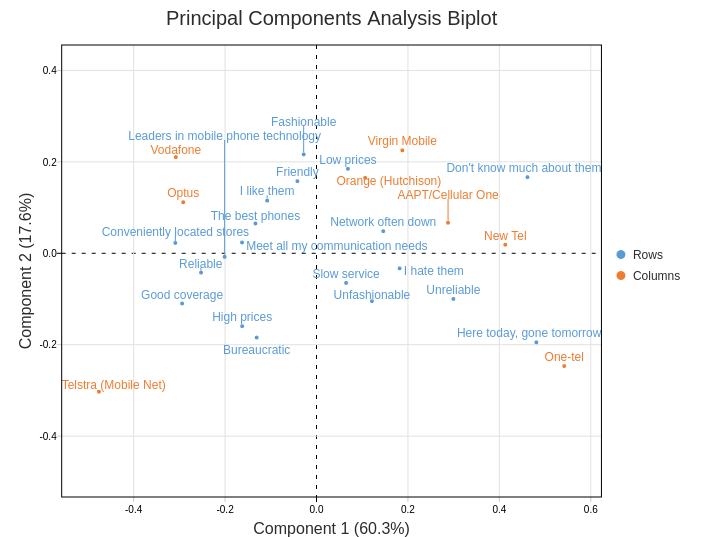 Principal Components Analysis Biplot
0.4
Fashionable
Leaders in mobile phone technology
Virgin Mobile
Vodafone
Low prices
0.2
Don't know much about them
Friendly
Orange (Hutchison)
Optus
I like them
AAPT/Cellular One
The best phones
Network often down
Conveniently located stores
New Tel
Meet all my communication needs
0.0
Rows
Reliable
Slow service
I hate them
Columns
Good coverage
Unfashionable
Unreliable
High prices
Here today, gone tomorrow
-0.2
Bureaucratic
One-tel
Telstra (Mobile Net)
-0.4
Component 2 (17.6%)
-0.4
-0.2
0.0
0.2
0.4
0.6
Component 1 (60.3%)